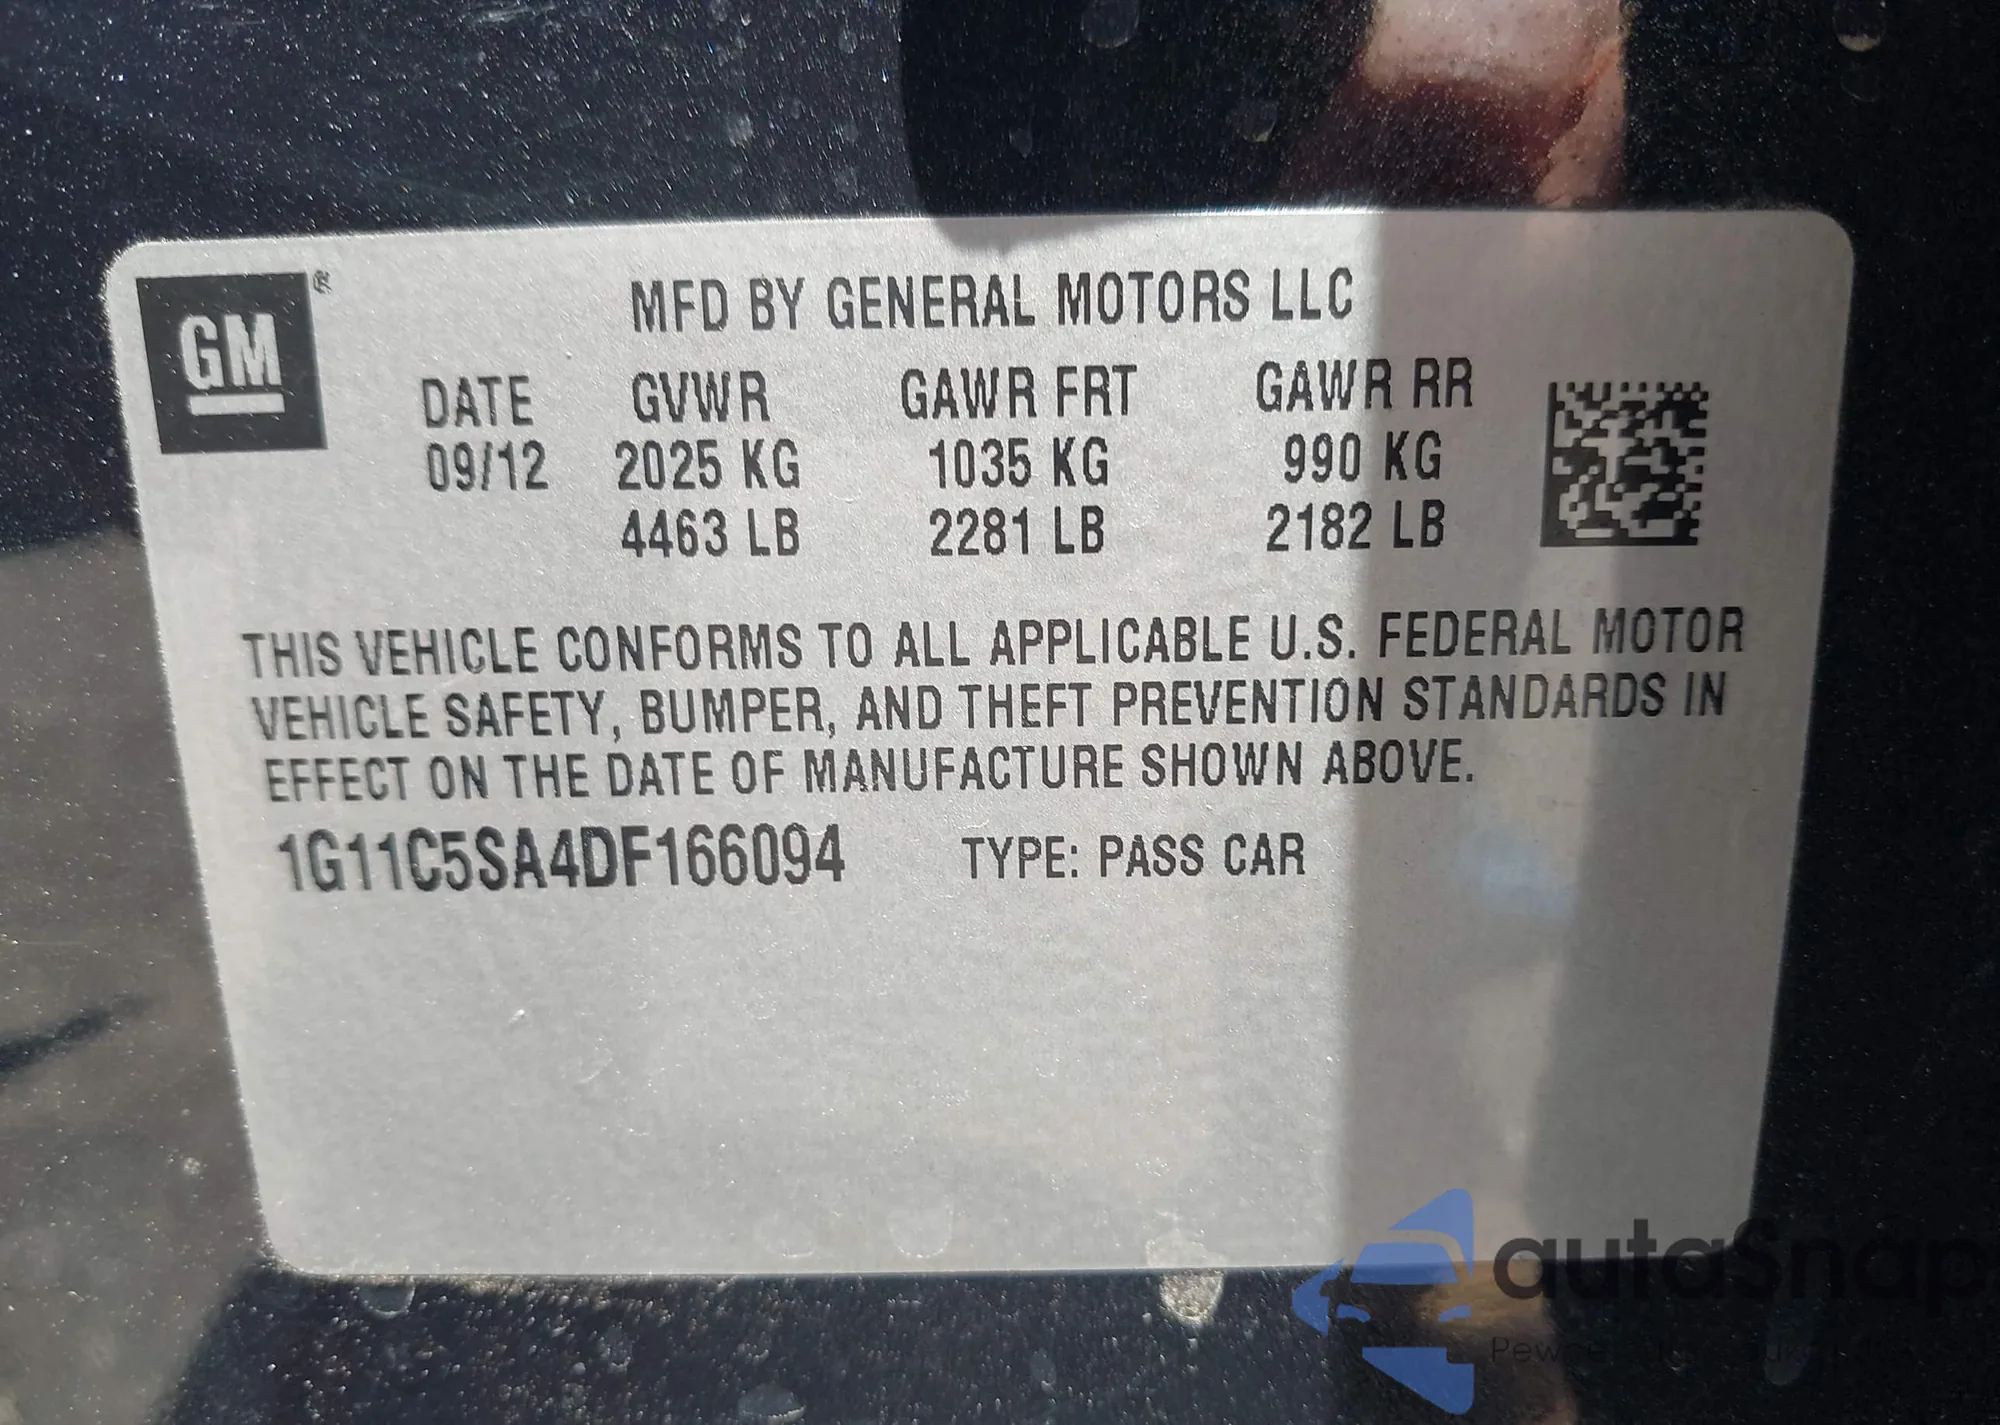 GM®
MFD BY GENERAL MOTORS LLC
DATE GVWR GAWR FRT GAWR RR
09/12 2025 KG 1035 KG 990 KG
4463 LB 2281 LB 2182 LB
THIS VEHICLE CONFORMS TO ALL APPLICABLE U.S. FEDERAL MOTOR
VEHICLE SAFETY, BUMPER, AND THEFT PREVENTION STANDARDS IN
EFFECT ON THE DATE OF MANUFACTURE SHOWN ABOVE.
1G11C5SA4DF166094 TYPE: PASS CAR
autaSnap